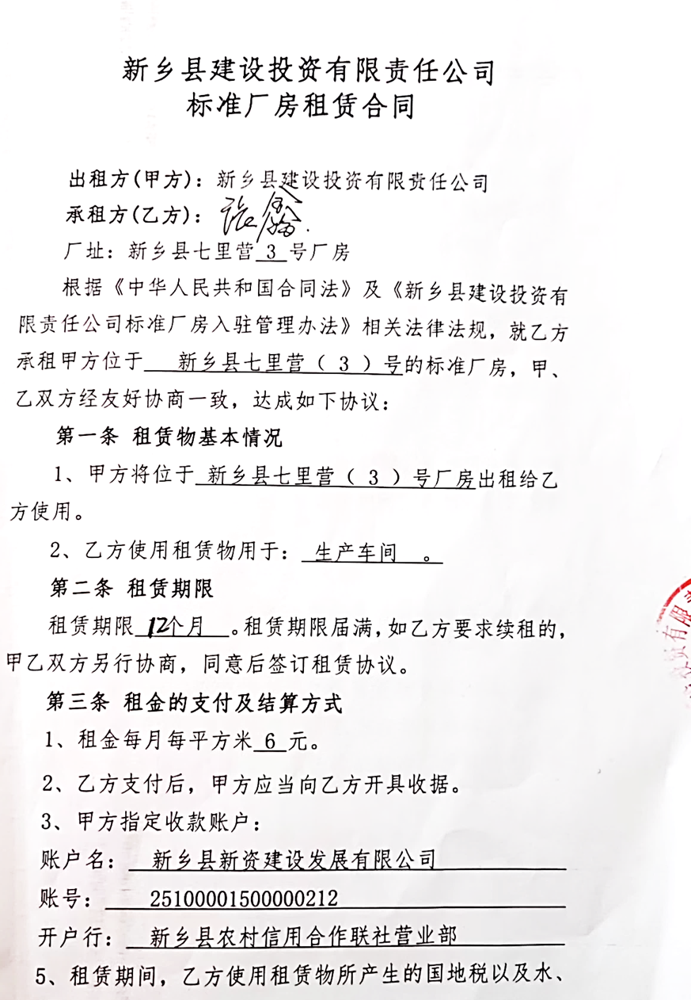 新乡县建设投资有限责任公司
标准厂房租赁合同
出租方(甲方)：新乡县建设投资有限责任公司
承租方(乙方)：张
厂址：新乡县七里营 3 号厂房
根据《中华人民共和国合同法》及《新乡县建设投资有
限责任公司标准厂房入驻管理办法》相关法律法规，就乙方
承租甲方位于 新乡县七里营（ 3 ）号的标准厂房，甲、
乙双方经友好协商一致，达成如下协议：
第一条 租赁物基本情况
1、甲方将位于 新乡县七里营（ 3 ）号厂房出租给乙
方使用。
2、乙方使用租赁物用于： 生产车间 。
第二条 租赁期限
租赁期限 12个月 。租赁期限届满，如乙方要求续租的，
甲乙双方另行协商，同意后签订租赁协议。
第三条 租金的支付及结算方式
1、租金每月每平方米 6 元。
2、乙方支付后，甲方应当向乙方开具收据。
3、甲方指定收款账户：
账户名： 新乡县新资建设发展有限公司
账号： 25100001500000212
开户行： 新乡县农村信用合作联社营业部
5、租赁期间，乙方使用租赁物所产生的国地税以及水、
资有限